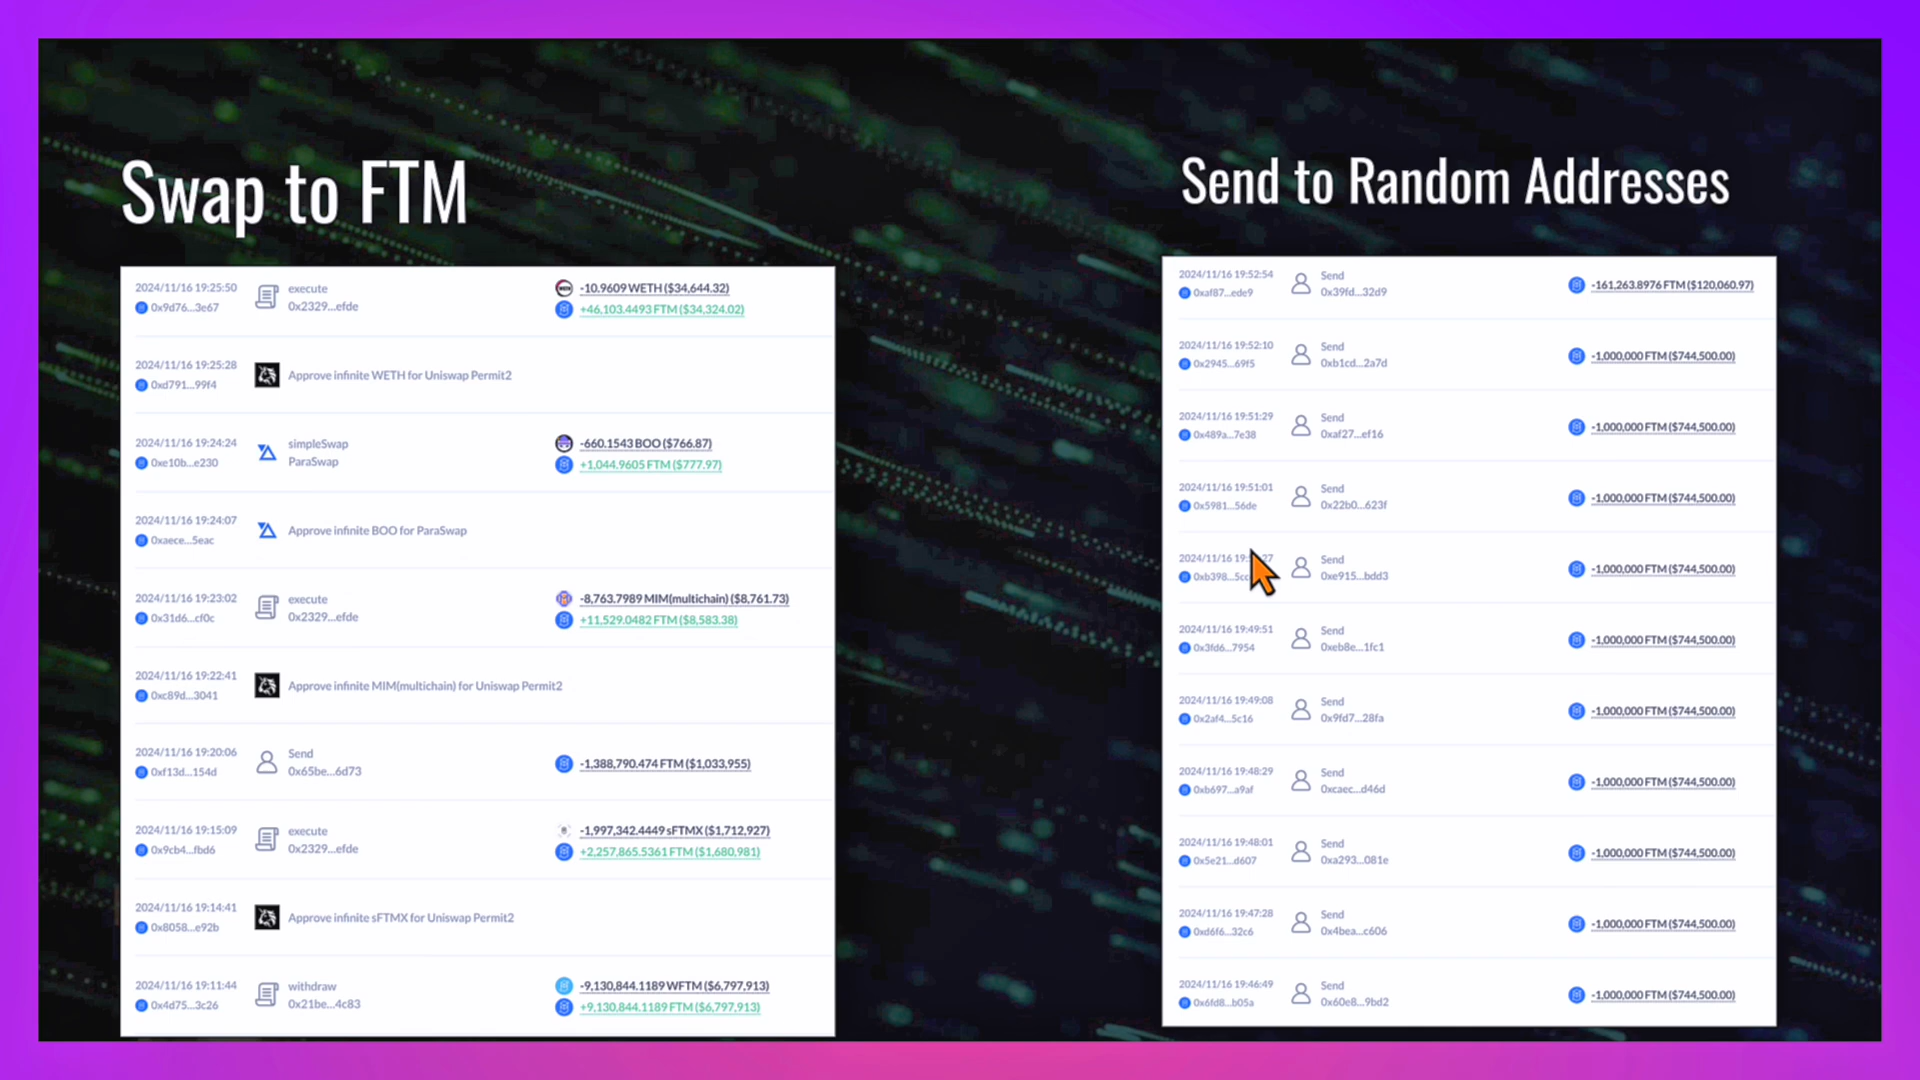 Swap to FTM
2024/11/16 19:25:50
0x9d76...3e67
execute
0x2329...efde
-10.9609 WETH ($34,644.32)
+46,103.4493 FTM ($34,324.02)
2024/11/16 19:25:28
0xd791...99f4
Approve infinite WETH for Uniswap Permit2
2024/11/16 19:24:24
0xe10b...e230
simpleSwap
ParaSwap
-660.1543 BOO ($766.87)
+1,044.9605 FTM ($777.97)
2024/11/16 19:24:07
0xaece...5eac
Approve infinite BOO for ParaSwap
2024/11/16 19:23:02
0x31d6...cf0c
execute
0x2329...efde
-8,763.7989 MIM(multichain) ($8,761.73)
+11,529.0482 FTM ($8,583.38)
2024/11/16 19:22:41
0xc89d...3041
Approve infinite MIM(multichain) for Uniswap Permit2
2024/11/16 19:20:06
0xf13d...154d
Send
0x65be...6d73
-1,388,790.474 FTM ($1,033,955)
2024/11/16 19:15:09
0x9cb4...fbd6
execute
0x2329...efde
-1,997,342.4449 sFTMX ($1,712,927)
+2,257,865.5361 FTM ($1,680,981)
2024/11/16 19:14:41
0x8058...e92b
Approve infinite sFTMX for Uniswap Permit2
2024/11/16 19:11:44
0x4d75...3c26
withdraw
0x21be...4c83
-9,130,844.1189 WFTM ($6,797,913)
+9,130,844.1189 FTM ($6,797,913)
Send to Random Addresses
2024/11/16 19:52:54
0xaf87...ede9
Send
0x39fd...32d9
-161,263.8976 FTM ($120,060.97)
2024/11/16 19:52:10
0x2945...69f5
Send
0xb1cd...2a7d
-1,000,000 FTM ($744,500.00)
2024/11/16 19:51:29
0x489a...7e38
Send
0xaf27...ef16
-1,000,000 FTM ($744,500.00)
2024/11/16 19:51:01
0x5981...56de
Send
0x22b0...623f
-1,000,000 FTM ($744,500.00)
2024/11/16
Send
0xe915...bdd3
-1,000,000 FTM ($744,500.00)
2024/11/16 19:49:51
0x3fd6...7954
Send
0xeb8e...1fc1
-1,000,000 FTM ($744,500.00)
2024/11/16 19:49:08
0x2af4...5c16
Send
0x9fd7...28fa
-1,000,000 FTM ($744,500.00)
2024/11/16 19:48:29
0xb697...a9af
Send
0xcaec...d46d
-1,000,000 FTM ($744,500.00)
2024/11/16 19:48:01
0x5e21...d607
Send
0xa293...081e
-1,000,000 FTM ($744,500.00)
2024/11/16 19:47:28
0xd6f6...32c6
Send
0x4bea...c606
-1,000,000 FTM ($744,500.00)
2024/11/16 19:46:49
0x6fd8...b05a
Send
0x60e8...9bd2
-1,000,000 FTM ($744,500.00)